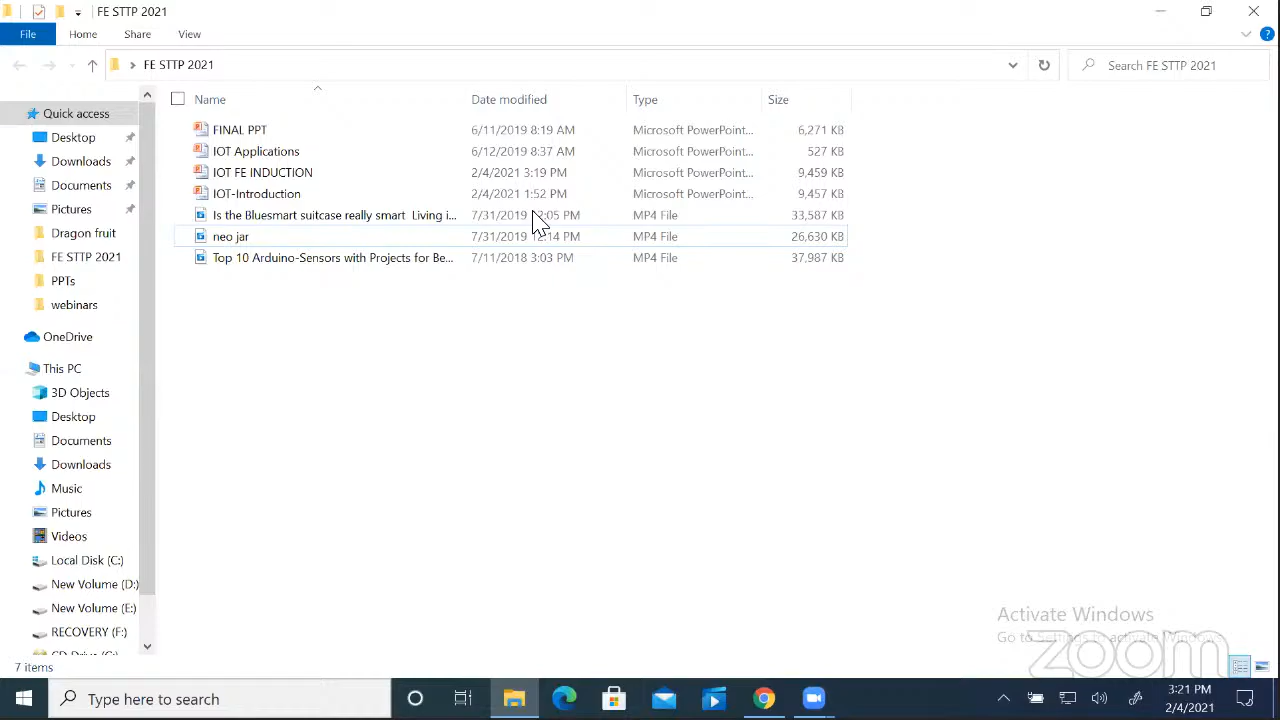 FE STTP 2021
File Home Share View
FE STTP 2021 Search FE STTP 2021
Name Date modified Type Size
Quick access
Desktop
Downloads
Documents
Pictures
Dragon fruit
FE STTP 2021
PPTs
webinars
OneDrive
This PC
3D Objects
Desktop
Documents
Downloads
Music
Pictures
Videos
Local Disk (C:)
New Volume (D:)
New Volume (E:)
RECOVERY (F:)
FINAL PPT 6/11/2019 8:19 AM Microsoft PowerPoint... 6,271 KB
IOT Applications 6/12/2019 8:37 AM Microsoft PowerPoint... 527 KB
IOT FE INDUCTION 2/4/2021 3:19 PM Microsoft PowerPoint... 9,459 KB
IOT-Introduction 2/4/2021 1:52 PM Microsoft PowerPoint... 9,457 KB
Is the Bluesmart suitcase really smart Living i... 7/31/2019 12:05 PM MP4 File 33,587 KB
neo jar 7/31/2019 12:14 PM MP4 File 26,630 KB
Top 10 Arduino-Sensors with Projects for Be... 7/11/2018 3:03 PM MP4 File 37,987 KB
Activate Windows
Go to Settings to activate Windows.
zoom
7 items
Type here to search
3:21 PM
2/4/2021